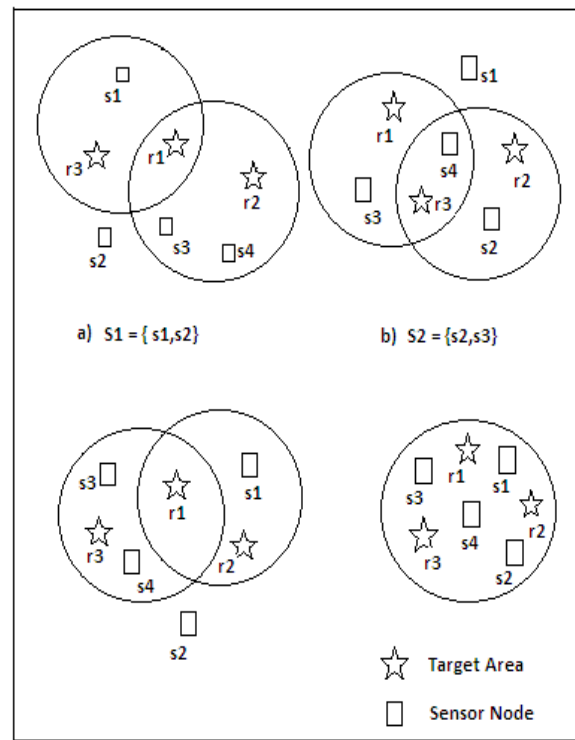 s1
r3
r1
r2
s2
s3
s4
a) S1 = { s1,s2}
s1
r1
s4
r2
s3
r3
s2
b) S2 = {s2,s3}
s3
r1
s1
r3
s4
r2
s2
r1
s3
s1
s4
r2
r3
s2
Target Area
Sensor Node